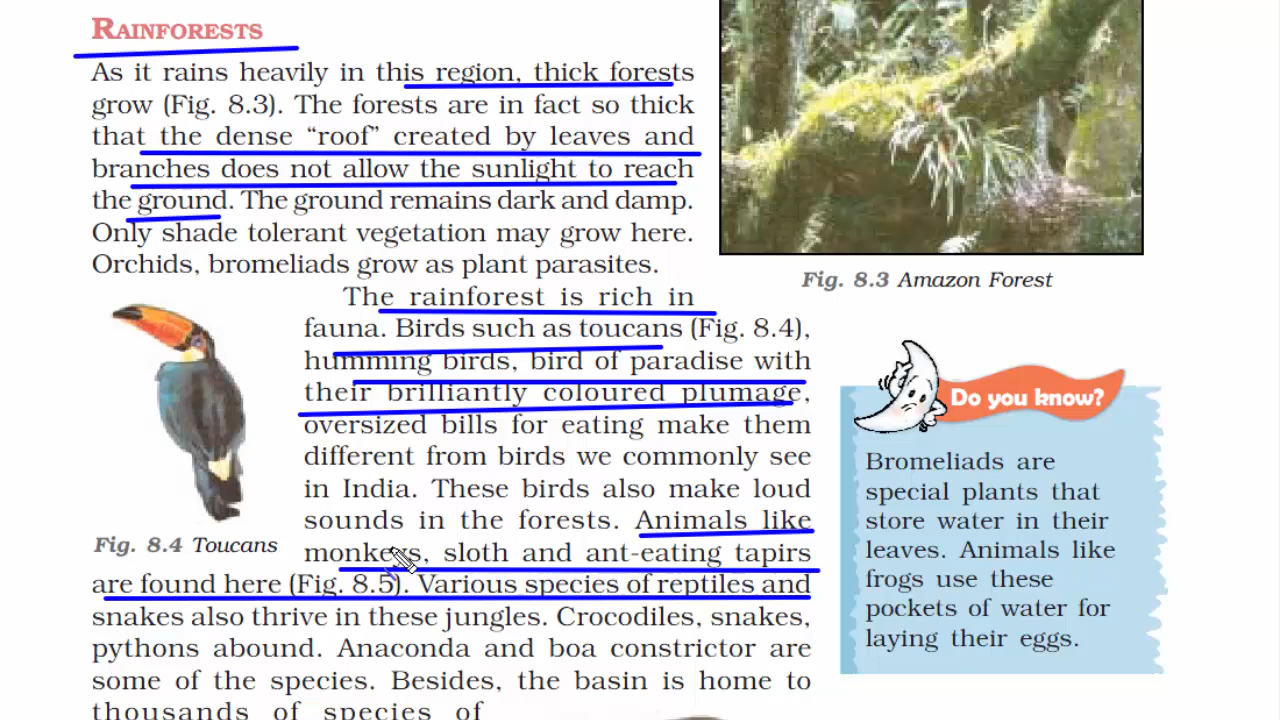 RAINFORESTS
As it rains heavily in this region, thick forests
grow (Fig. 8.3). The forests are in fact so thick
that the dense “roof” created by leaves and
branches does not allow the sunlight to reach
the ground. The ground remains dark and damp.
Only shade tolerant vegetation may grow here.
Orchids, bromeliads grow as plant parasites.
The rainforest is rich in
fauna. Birds such as toucans (Fig. 8.4),
humming birds, bird of paradise with
their brilliantly coloured plumage,
oversized bills for eating make them
different from birds we commonly see
in India. These birds also make loud
sounds in the forests. Animals like
monkeys, sloth and ant-eating tapirs
are found here (Fig. 8.5). Various species of reptiles and
snakes also thrive in these jungles. Crocodiles, snakes,
pythons abound. Anaconda and boa constrictor are
some of the species. Besides, the basin is home to
thousands of species of
Fig. 8.4 Toucans
Fig. 8.3 Amazon Forest
Do you know?
Bromeliads are
special plants that
store water in their
leaves. Animals like
frogs use these
pockets of water for
laying their eggs.